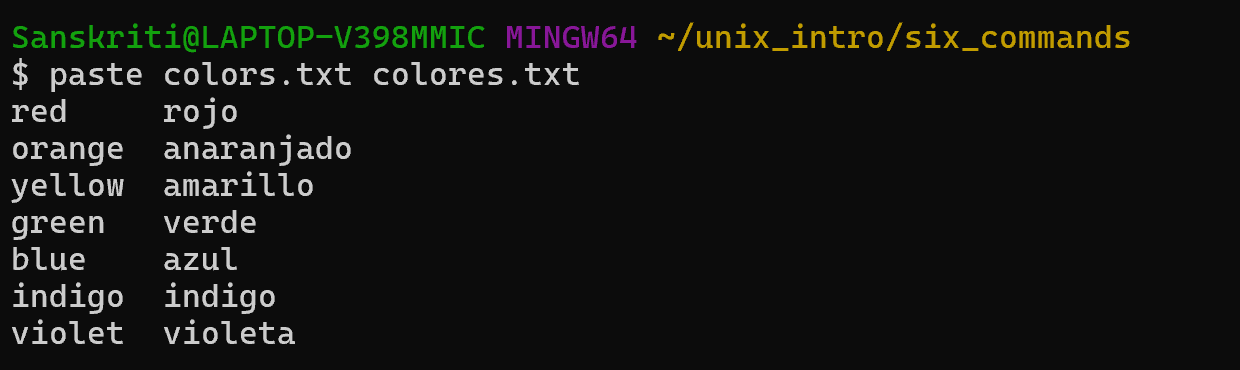 Sanskriti@LAPTOP-V398MMIC MINGW64 ~/unix_intro/six_commands
$ paste colors.txt colores.txt
red     rojo
orange  anaranjado
yellow  amarillo
green   verde
blue    azul
indigo  indigo
violet  violeta